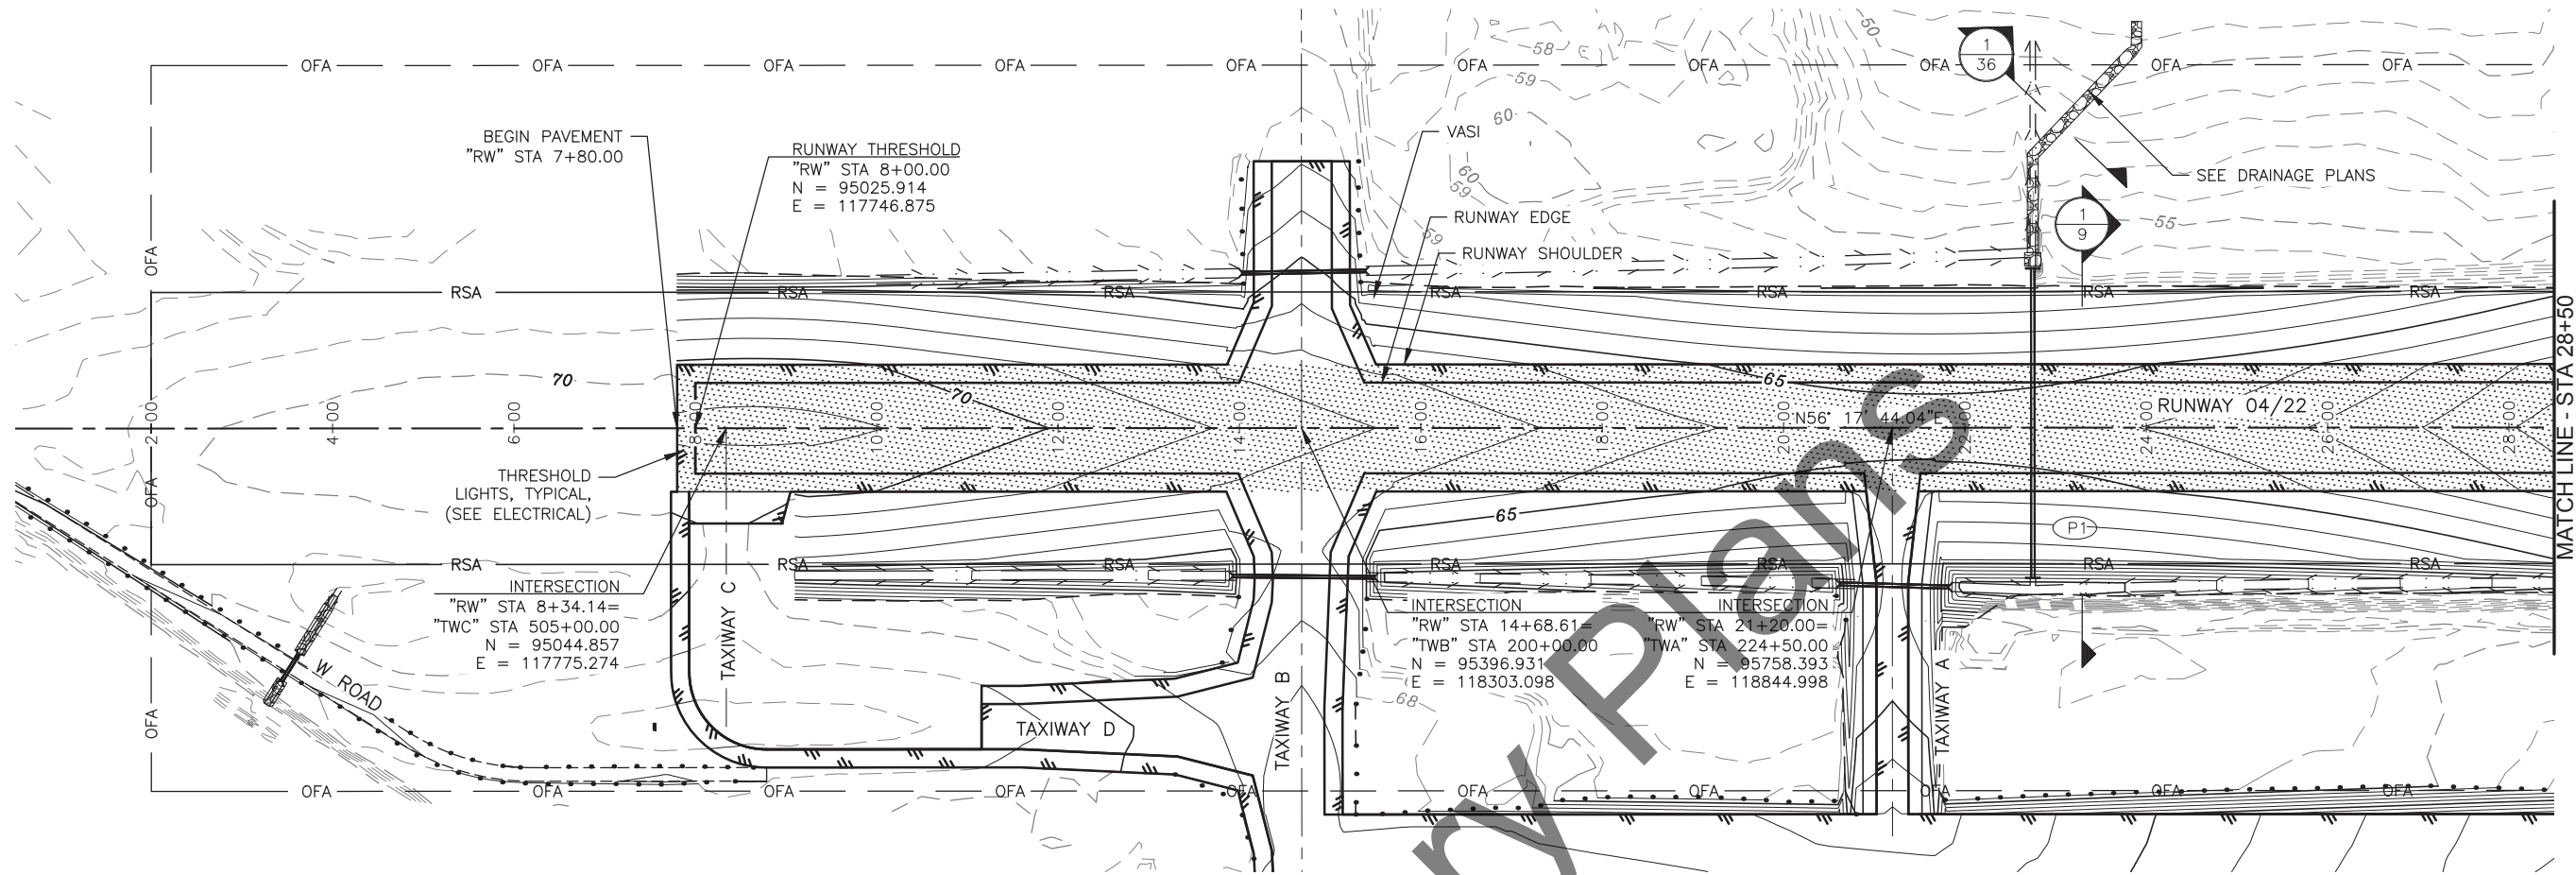 OFA OFA OFA OFA OFA OFA OFA OFA OFA OFA
50
58
59
60
1
36
BEGIN PAVEMENT
"RW" STA 7+80.00
RUNWAY THRESHOLD
"RW" STA 8+00.00
N = 95025.914
E = 117746.875
VASI
60
59
SEE DRAINAGE PLANS
RUNWAY EDGE
59
RUNWAY SHOULDER
1
9
55
OFA
RSA RSA RSA RSA RSA RSA RSA
70
70
65
N56° 17' 44.04"E
RUNWAY 04/22
2+00 4+00 6+00 8+00 10+00 12+00 14+00 16+00 18+00 20+00 22+00 24+00 26+00 28+00
MATCH LINE - STA 28+50
THRESHOLD
LIGHTS, TYPICAL,
(SEE ELECTRICAL)
OFA
65
P1
RSA RSA RSA RSA RSA RSA RSA
INTERSECTION
"RW" STA 8+34.14=
"TWC" STA 505+00.00
N = 95044.857
E = 117775.274
TAXIWAY C
INTERSECTION
"RW" STA 14+68.61=
"TWB" STA 200+00.00
N = 95396.931
E = 118303.098
INTERSECTION
"RW" STA 21+20.00=
"TWA" STA 224+50.00
N = 95758.393
E = 118844.998
W ROAD
68
TAXIWAY D
TAXIWAY B
TAXIWAY A
OFA
OFA OFA OFA OFA OFA OFA OFA OFA OFA OFA
ry Plans